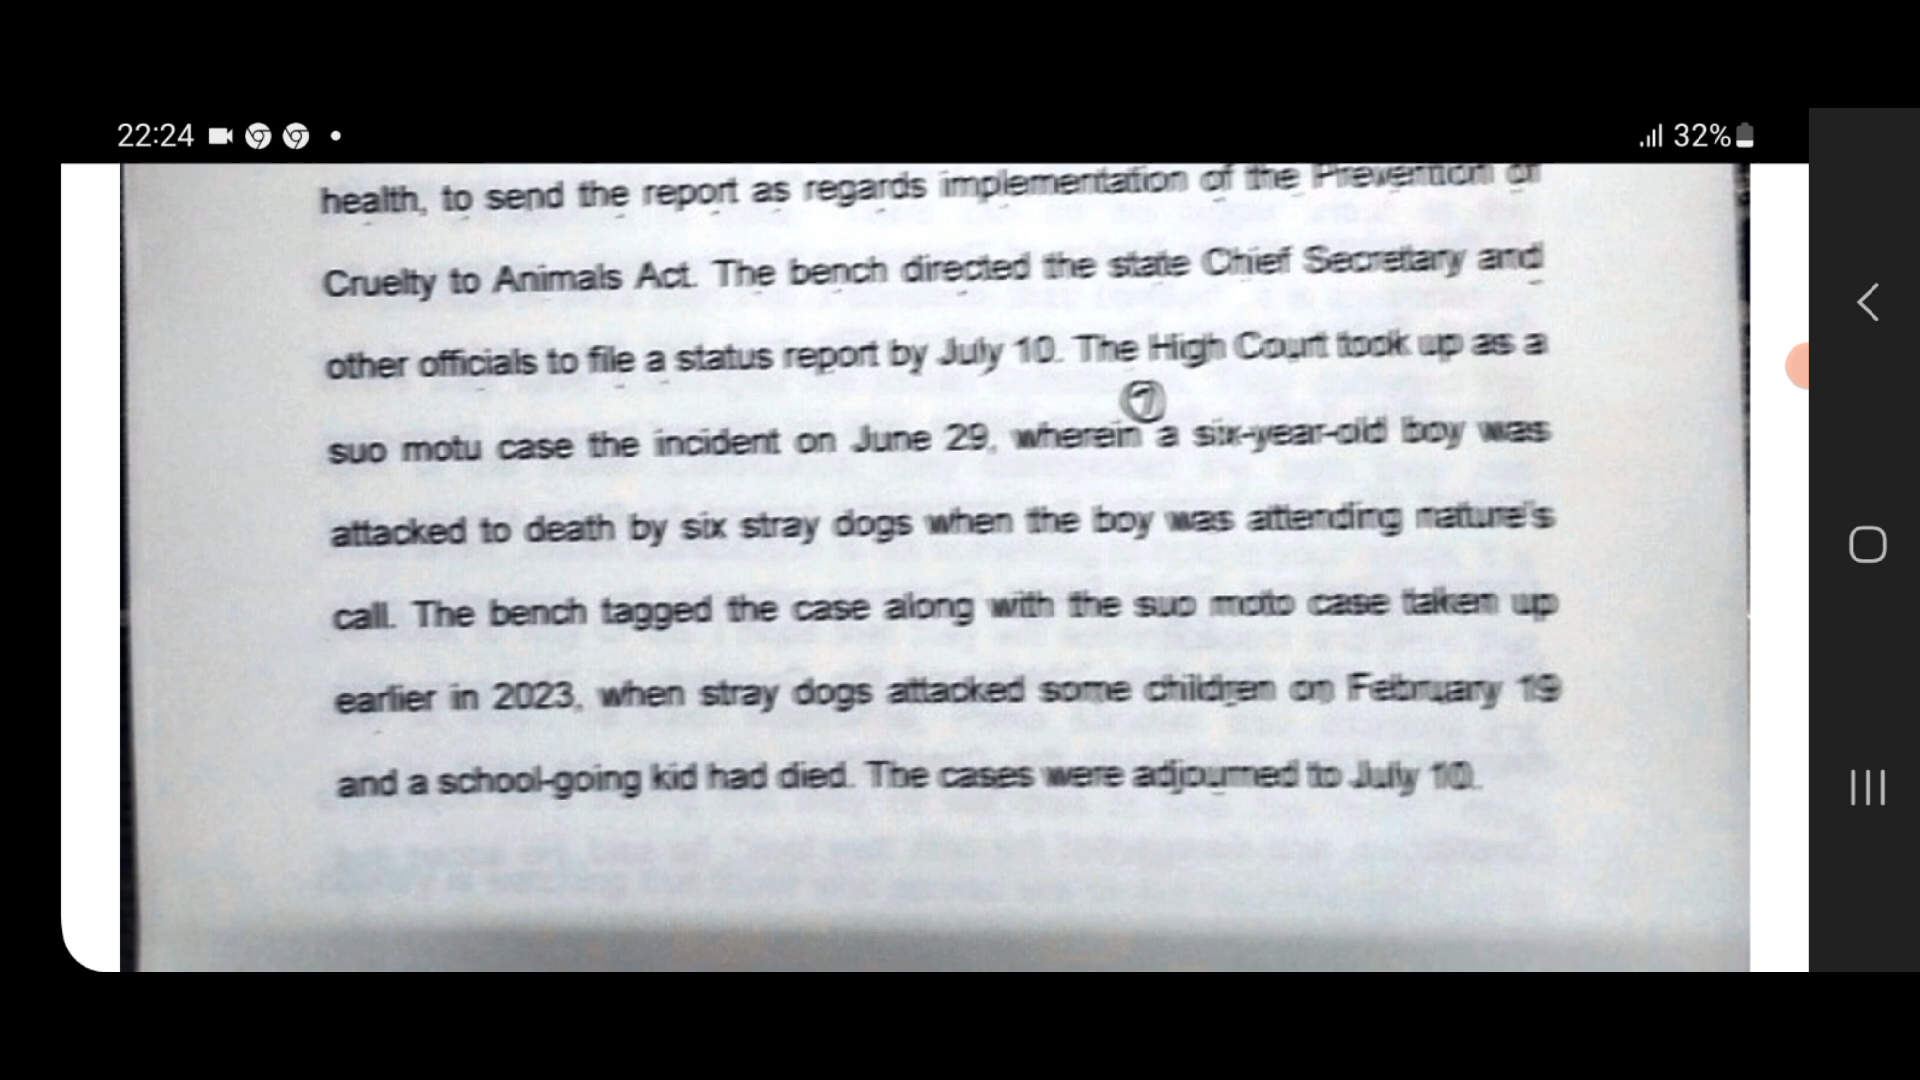 22:24
32%
health, to send the report as regards implementation of the Prevention of
Cruelty to Animals Act. The bench directed the state Chief Secretary and
other officials to file a status report by July 10. The High Court took up as a
7
suo motu case the incident on June 29, wherein a six-year-old boy was
attacked to death by six stray dogs when the boy was attending nature's
call. The bench tagged the case along with the suo moto case taken up
earlier in 2023, when stray dogs attacked some children on February 19
and a school-going kid had died. The cases were adjourned to July 10.